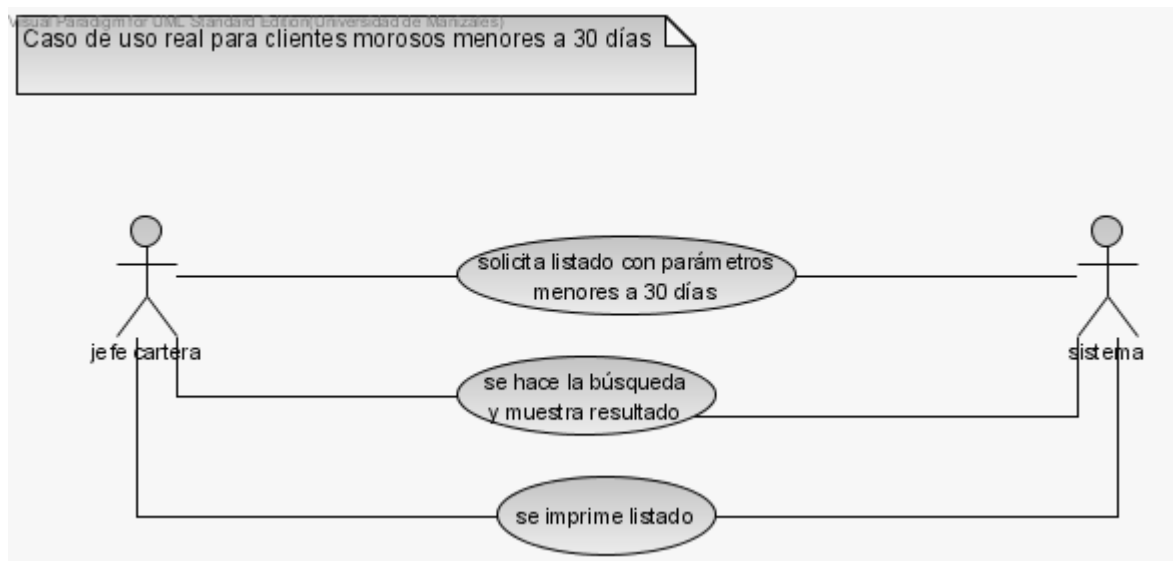 Visual Paradigm for UML Standard Edition(Universidad de Manizales)
Caso de uso real para clientes morosos menores a 30 días
solicita listado con parámetros
menores a 30 días
jefe cartera
sistema
se hace la búsqueda
y muestra resultado
se imprime listado